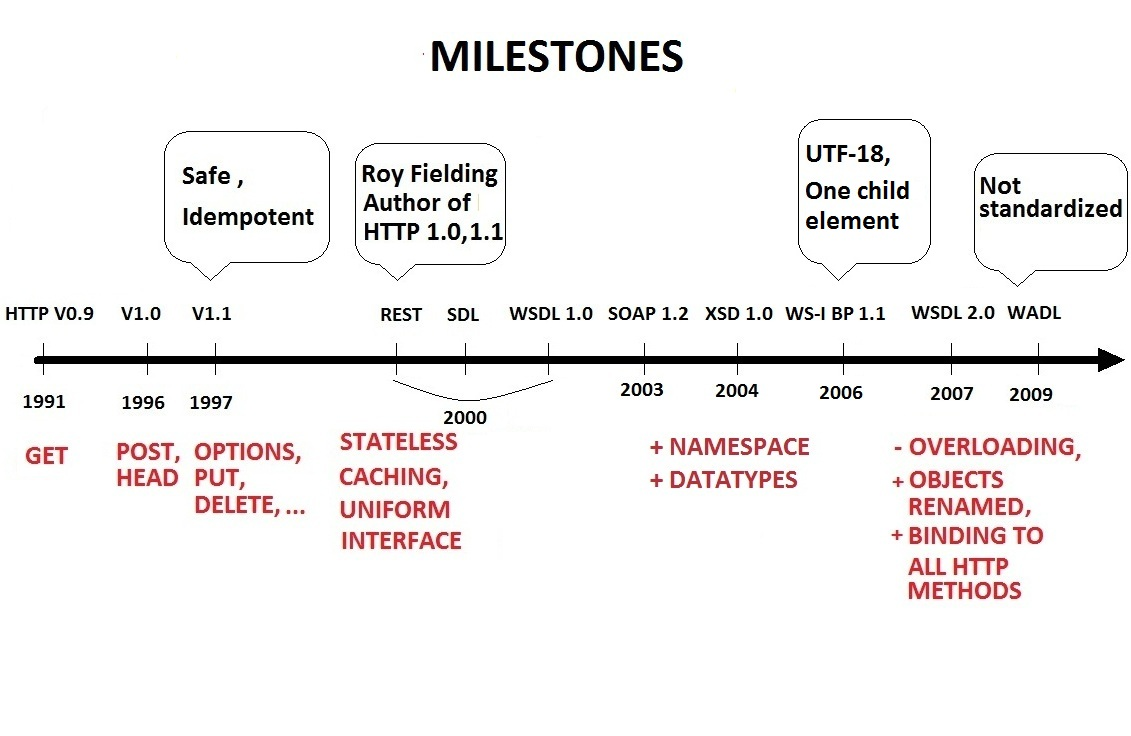 MILESTONES
Safe ,
Idempotent
Roy Fielding
Author of
HTTP 1.0,1.1
UTF-18,
One child
element
Not
standardized
HTTP V0.9 V1.0 V1.1 REST SDL WSDL 1.0 SOAP 1.2 XSD 1.0 WS-I BP 1.1 WSDL 2.0 WADL
1991 1996 1997 2000 2003 2004 2006 2007 2009
GET
POST,
HEAD
OPTIONS,
PUT,
DELETE, ...
STATELESS
CACHING,
UNIFORM
INTERFACE
+ NAMESPACE
+ DATATYPES
- OVERLOADING,
+ OBJECTS
RENAMED,
+ BINDING TO
ALL HTTP
METHODS